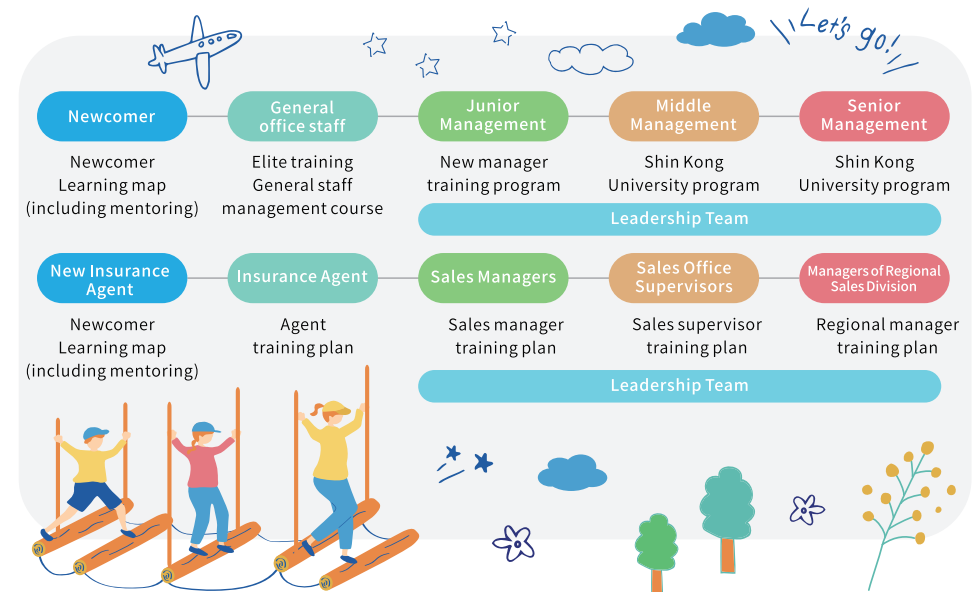 Let's go!
Newcomer
General
office staff
Junior
Management
Middle
Management
Senior
Management
Newcomer
Learning map
(including mentoring)
Elite training
General staff
management course
New manager
training program
Shin Kong
University program
Shin Kong
University program
Leadership Team
New Insurance
Agent
Insurance Agent
Sales Managers
Sales Office
Supervisors
Managers of Regional
Sales Division
Newcomer
Learning map
(including mentoring)
Agent
training plan
Sales manager
training plan
Sales supervisor
training plan
Regional manager
training plan
Leadership Team